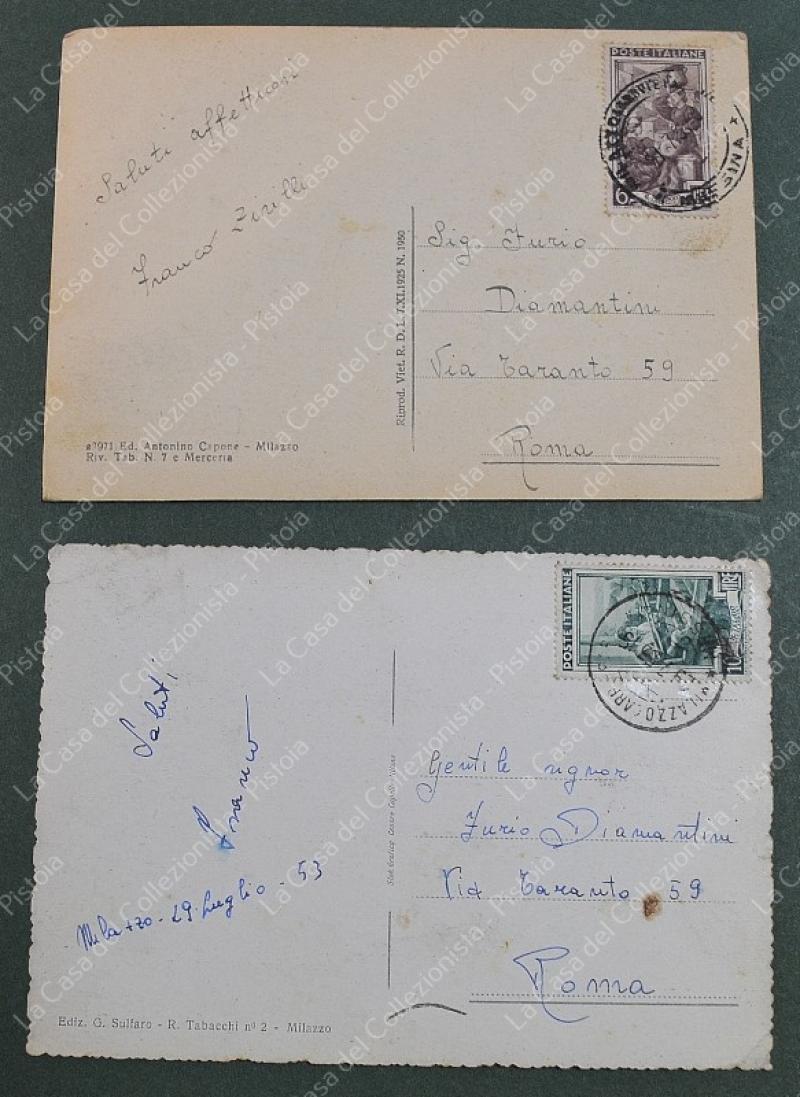 POSTE ITALIANE
Saluti affettuosi
Franco Zirilli
Sig. Furio
Diamantini
Via Taranto 59
Roma
Riprod. Viet. R. D. L. 7.XI.1925 N. 1950
Ed. Antonino Capone - Milazzo
Riv. Tab. N. 7 e Merceria
POSTE ITALIANE
LIRE
Saluti
Franco
Milazzo - 29 Luglio - 53
Gentile signor
Furio Diamantini
Via Taranto 59
Roma
Ediz. G. Sulfaro - R. Tabacchi nº 2 - Milazzo
La Casa del Collezionista - Pistoia